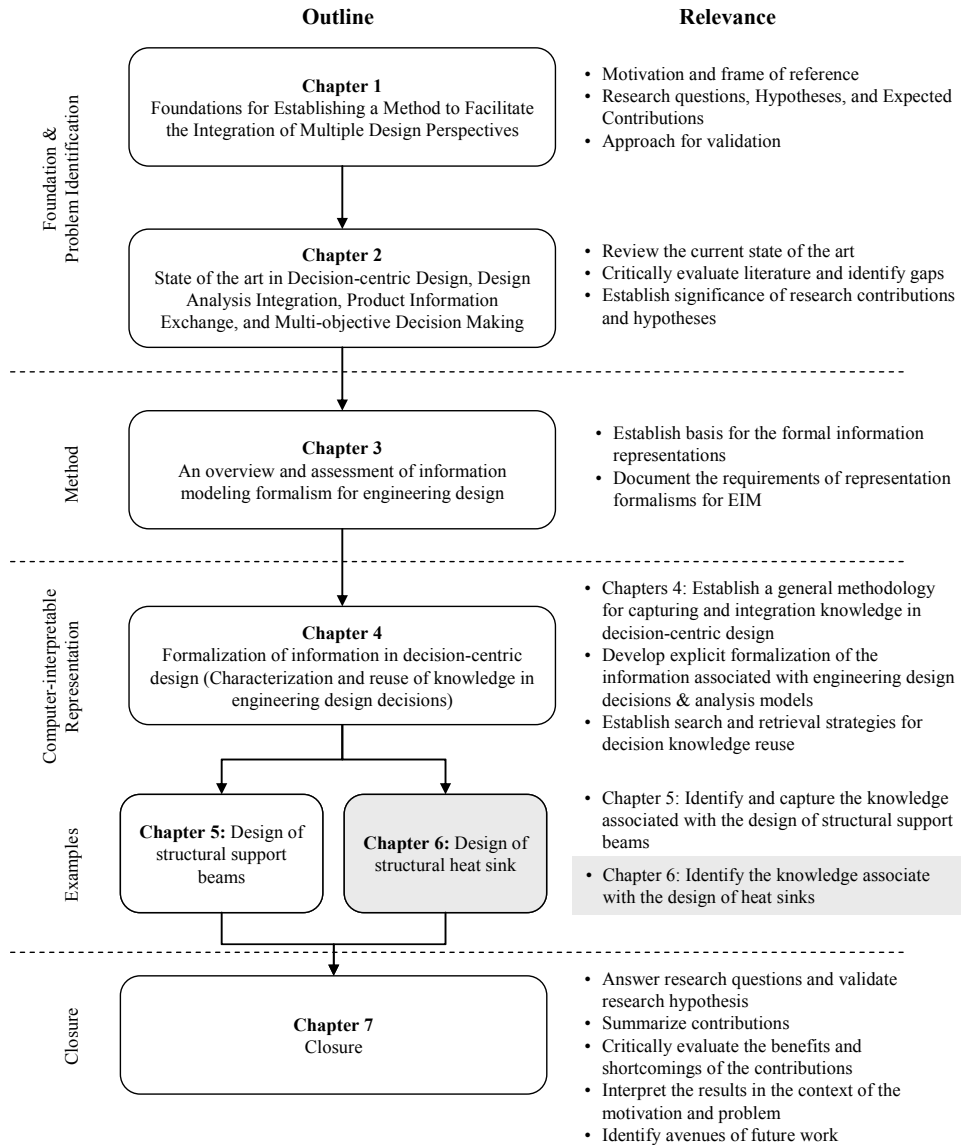 Outline
Relevance
Foundation &
Problem Identification
Chapter 1
Foundations for Establishing a Method to Facilitate
the Integration of Multiple Design Perspectives
• Motivation and frame of reference
• Research questions, Hypotheses, and Expected
Contributions
• Approach for validation
Chapter 2
State of the art in Decision-centric Design, Design
Analysis Integration, Product Information
Exchange, and Multi-objective Decision Making
• Review the current state of the art
• Critically evaluate literature and identify gaps
• Establish significance of research contributions
and hypotheses
Method
Chapter 3
An overview and assessment of information
modeling formalism for engineering design
• Establish basis for the formal information
representations
• Document the requirements of representation
formalisms for EIM
Computer-interpretable
Representation
Chapter 4
Formalization of information in decision-centric
design (Characterization and reuse of knowledge in
engineering design decisions)
• Chapters 4: Establish a general methodology
for capturing and integration knowledge in
decision-centric design
• Develop explicit formalization of the
information associated with engineering design
decisions & analysis models
• Establish search and retrieval strategies for
decision knowledge reuse
Examples
Chapter 5: Design of
structural support
beams
Chapter 6: Design of
structural heat sink
• Chapter 5: Identify and capture the knowledge
associated with the design of structural support
beams
• Chapter 6: Identify the knowledge associate
with the design of heat sinks
Closure
Chapter 7
Closure
• Answer research questions and validate
research hypothesis
• Summarize contributions
• Critically evaluate the benefits and
shortcomings of the contributions
• Interpret the results in the context of the
motivation and problem
• Identify avenues of future work